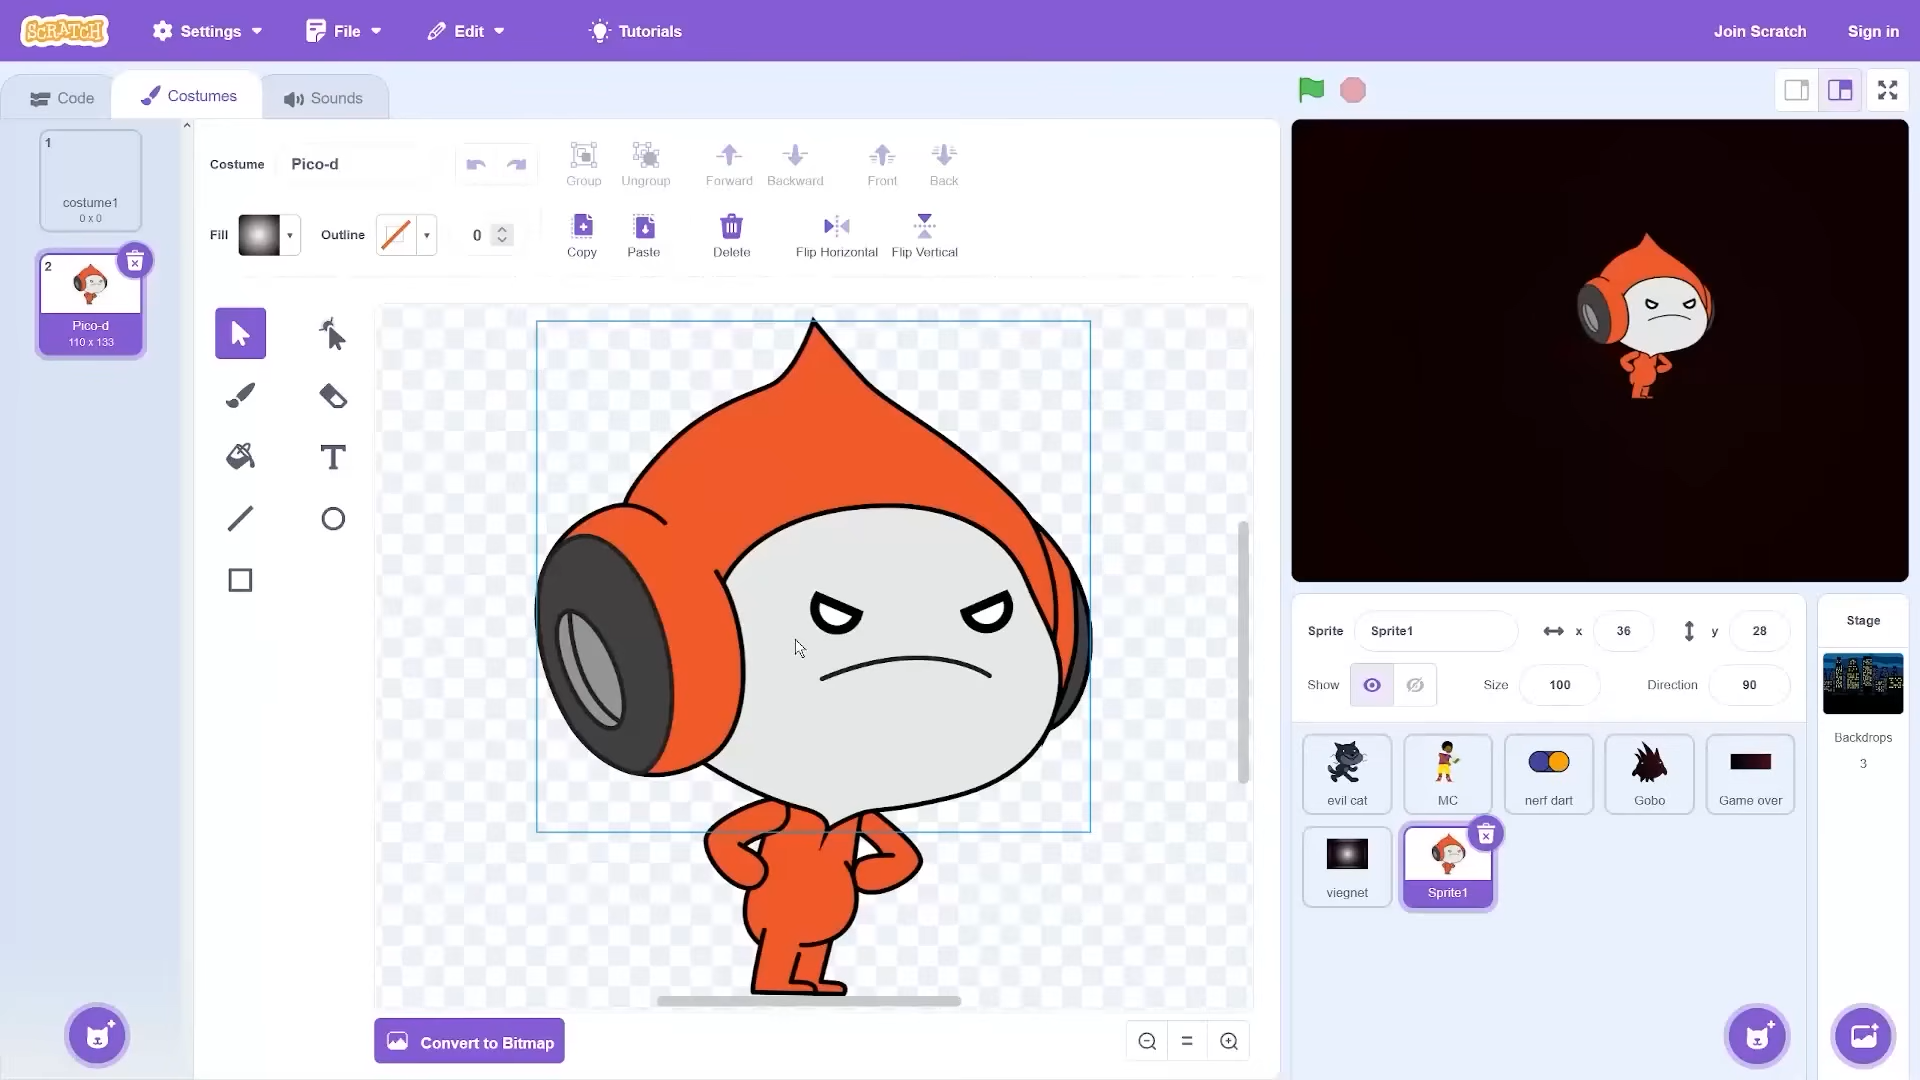 SCRATCH Settings File Edit Tutorials Join Scratch Sign in
Code Costumes Sounds
1
costume1
0 x 0
2
Pico-d
110 x 133
Costume Pico-d
Group Ungroup Forward Backward Front Back
Fill Outline 0
Copy Paste Delete Flip Horizontal Flip Vertical
T
Convert to Bitmap
Sprite Sprite1 x 36 y 28
Show Size 100 Direction 90
evil cat MC nerf dart Gobo Game over
viegnet Sprite1
Stage
Backdrops
3